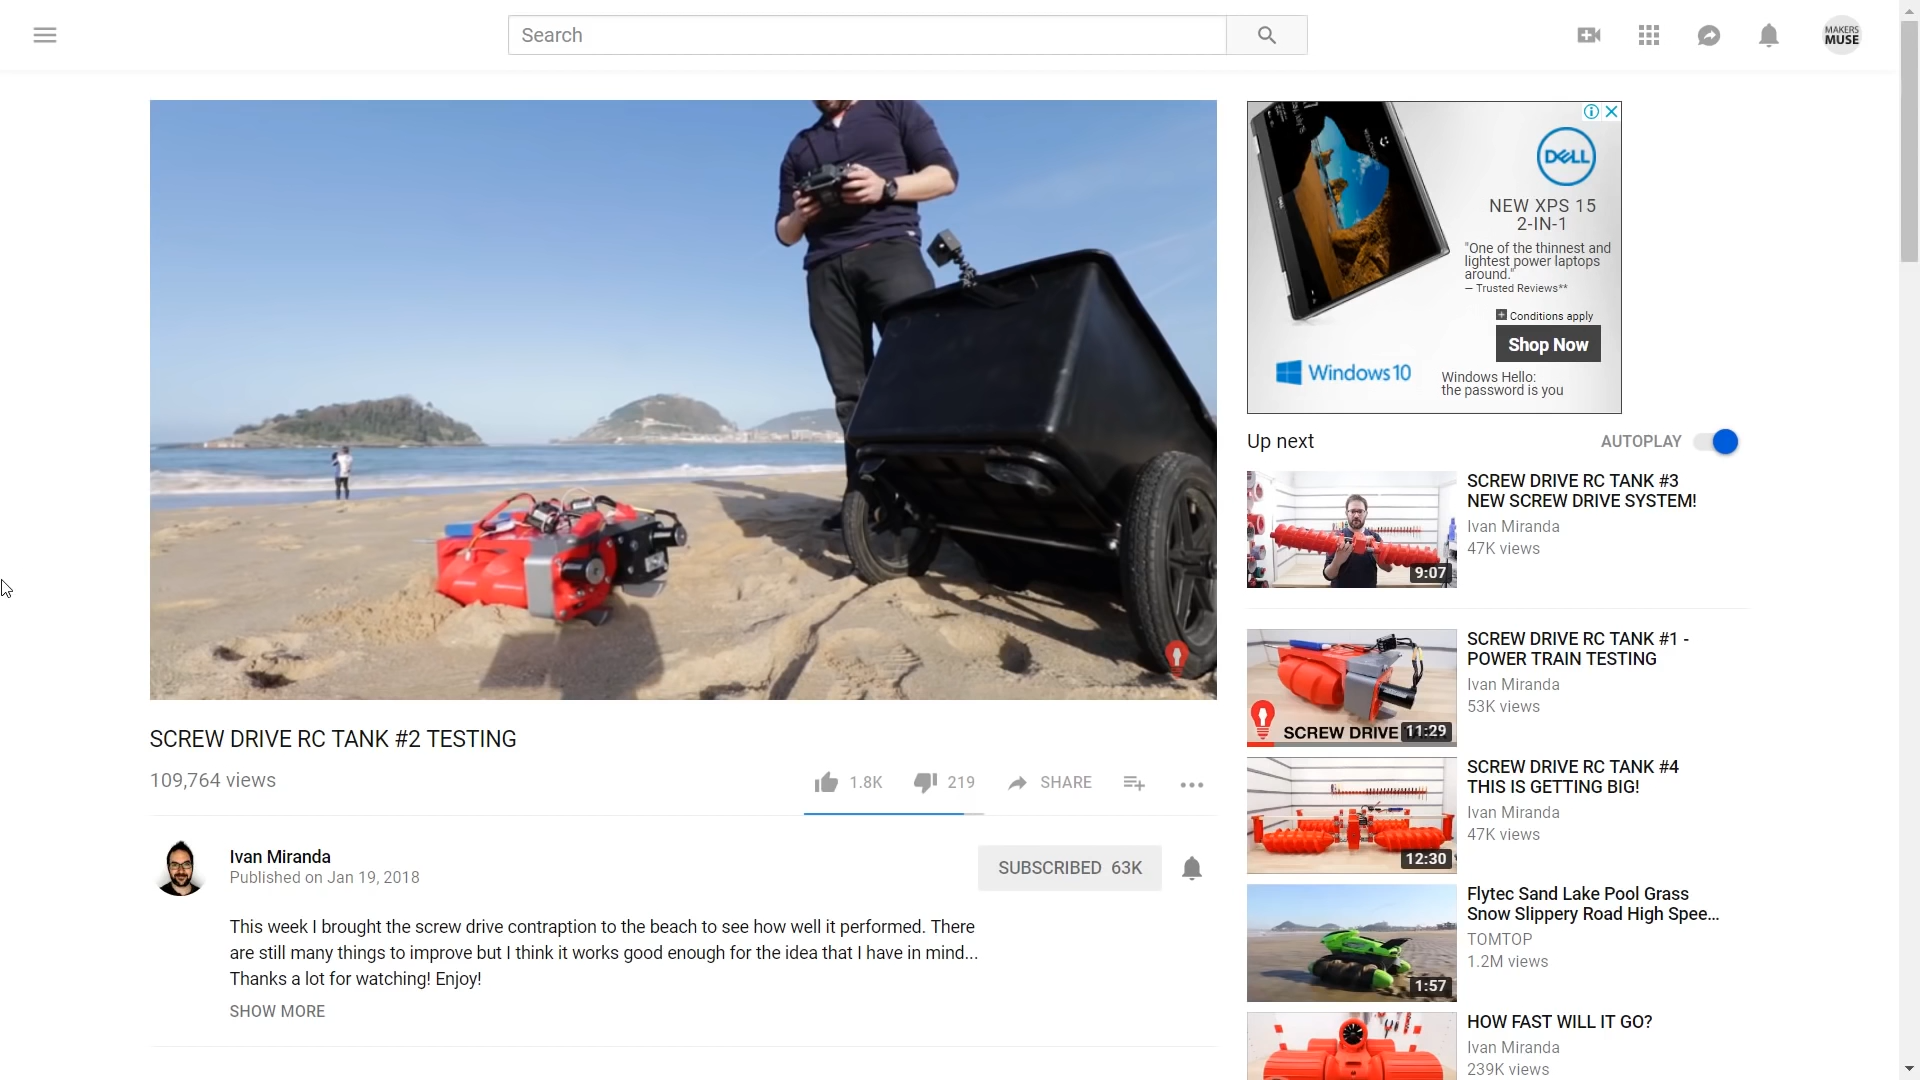 Search
MAKERS
MUSE
DELL
NEW XPS 15
2-IN-1
"One of the thinnest and
lightest power laptops
around."
– Trusted Reviews**
Conditions apply
Shop Now
Windows 10
Windows Hello:
the password is you
Up next
AUTOPLAY
SCREW DRIVE RC TANK #3
NEW SCREW DRIVE SYSTEM!
Ivan Miranda
47K views
9:07
SCREW DRIVE RC TANK #1 -
POWER TRAIN TESTING
Ivan Miranda
53K views
SCREW DRIVE
11:29
SCREW DRIVE RC TANK #4
THIS IS GETTING BIG!
Ivan Miranda
47K views
12:30
Flytec Sand Lake Pool Grass
Snow Slippery Road High Spee...
TOMTOP
1.2M views
1:57
HOW FAST WILL IT GO?
Ivan Miranda
239K views
SCREW DRIVE RC TANK #2 TESTING
109,764 views
1.8K
219
SHARE
Ivan Miranda
Published on Jan 19, 2018
SUBSCRIBED 63K
This week I brought the screw drive contraption to the beach to see how well it performed. There
are still many things to improve but I think it works good enough for the idea that I have in mind...
Thanks a lot for watching! Enjoy!
SHOW MORE